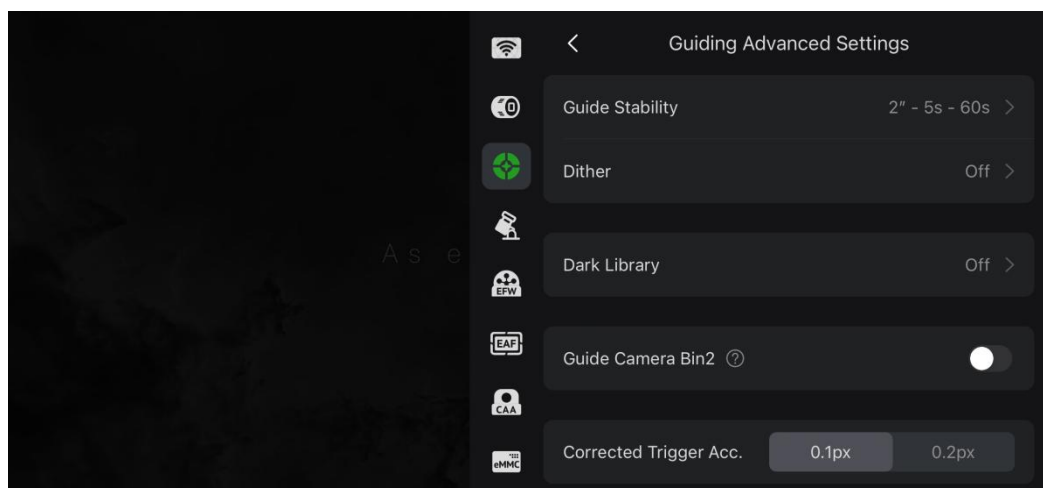 Guiding Advanced Settings
Guide Stability 2" - 5s - 60s
Dither Off
As e
Dark Library Off
EFW
EAF
Guide Camera Bin2 ?
CAA
Corrected Trigger Acc. 0.1px 0.2px
eMMC